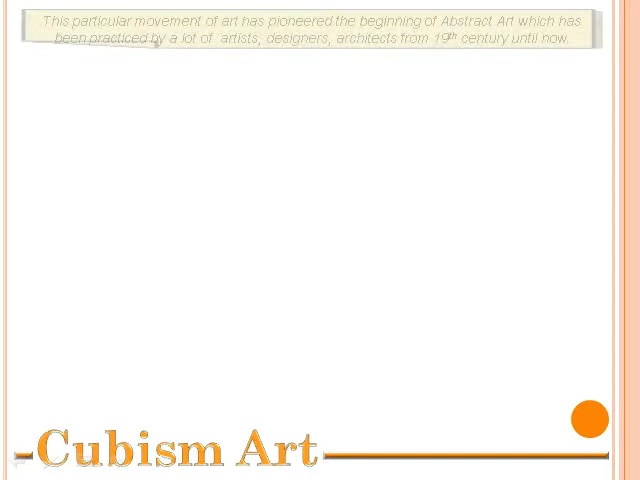 This particular movement of art has pioneered the beginning of Abstract Art which has
been practiced by a lot of artists, designers, architects from 19th century until now.
Cubism Art